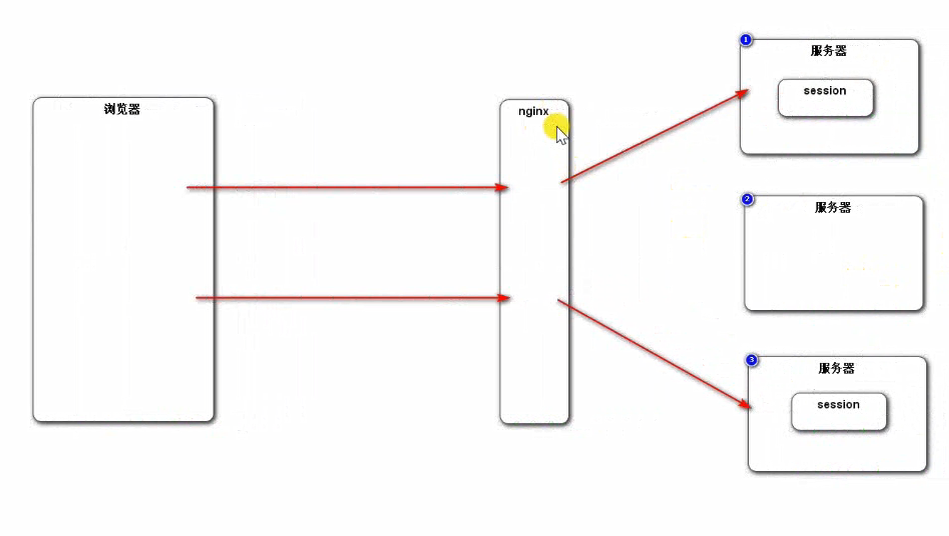 浏览器
nginx
1
服务器
session
2
服务器
3
服务器
session